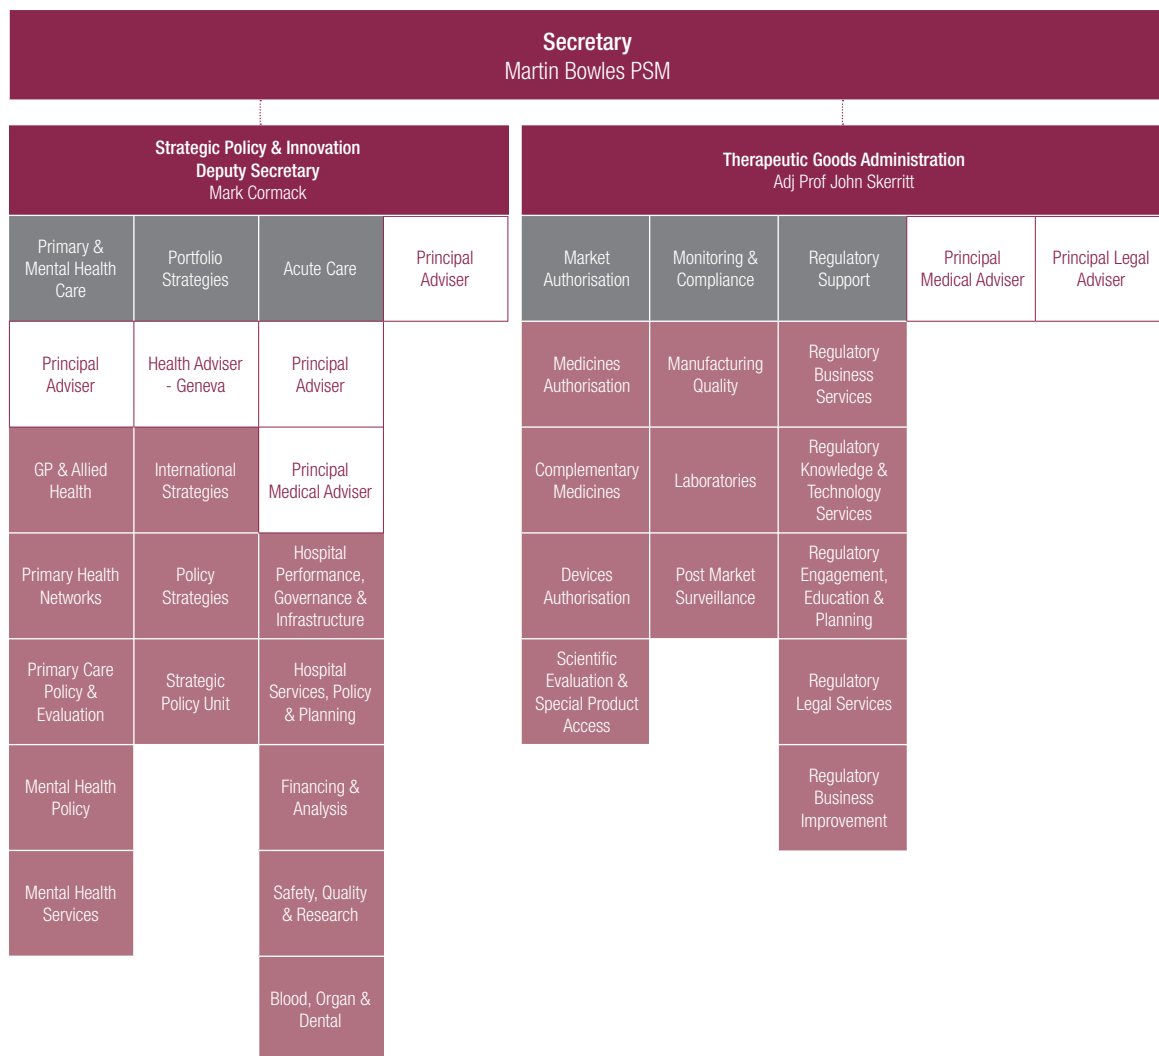 Secretary
Martin Bowles PSM
Strategic Policy & Innovation
Deputy Secretary
Mark Cormack
Therapeutic Goods Administration
Adj Prof John Skerritt
Primary &
Mental Health
Care
Portfolio
Strategies
Acute Care
Principal
Adviser
Market
Authorisation
Monitoring &
Compliance
Regulatory
Support
Principal
Medical Adviser
Principal Legal
Adviser
Principal
Adviser
Health Adviser
- Geneva
Principal
Adviser
Medicines
Authorisation
Manufacturing
Quality
Regulatory
Business
Services
GP & Allied
Health
International
Strategies
Principal
Medical Adviser
Complementary
Medicines
Laboratories
Regulatory
Knowledge &
Technology
Services
Primary Health
Networks
Policy
Strategies
Hospital
Performance,
Governance &
Infrastructure
Devices
Authorisation
Post Market
Surveillance
Regulatory
Engagement,
Education &
Planning
Primary Care
Policy &
Evaluation
Strategic
Policy Unit
Hospital
Services, Policy
& Planning
Scientific
Evaluation &
Special Product
Access
Regulatory
Legal Services
Mental Health
Policy
Financing &
Analysis
Regulatory
Business
Improvement
Mental Health
Services
Safety, Quality
& Research
Blood, Organ &
Dental